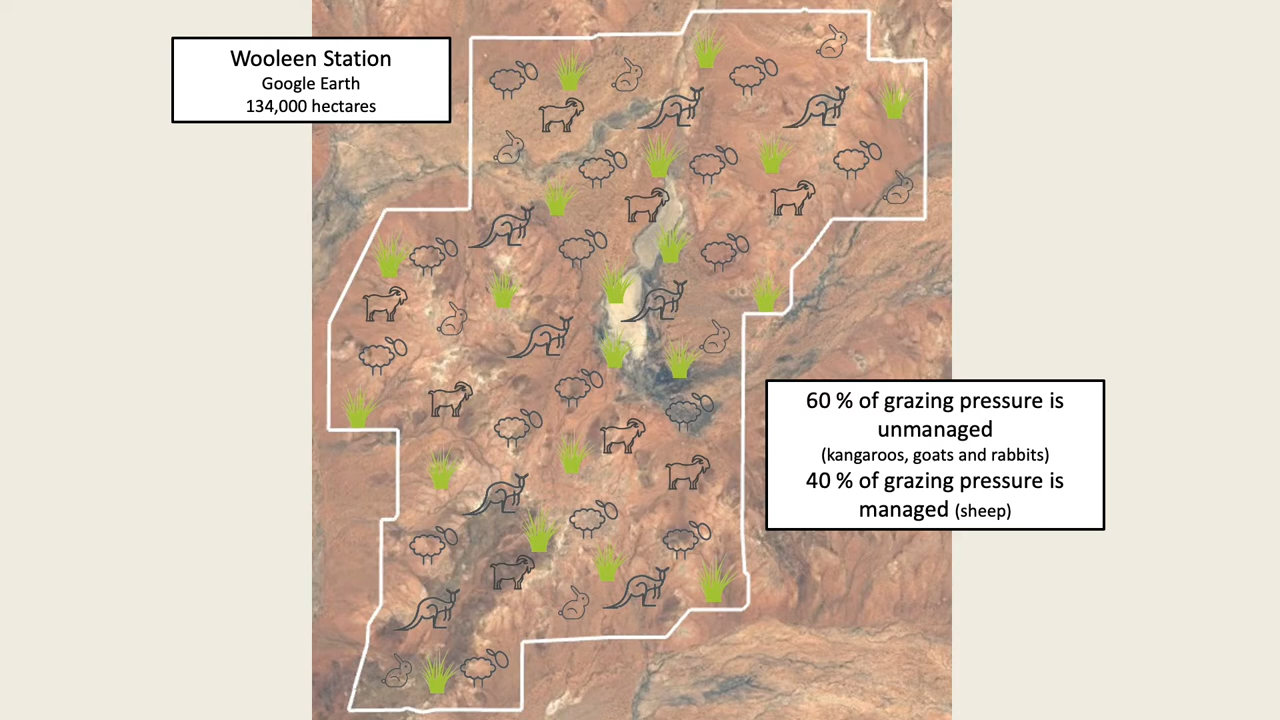 Wooleen Station
Google Earth
134,000 hectares
60 % of grazing pressure is
unmanaged
(kangaroos, goats and rabbits)
40 % of grazing pressure is
managed (sheep)